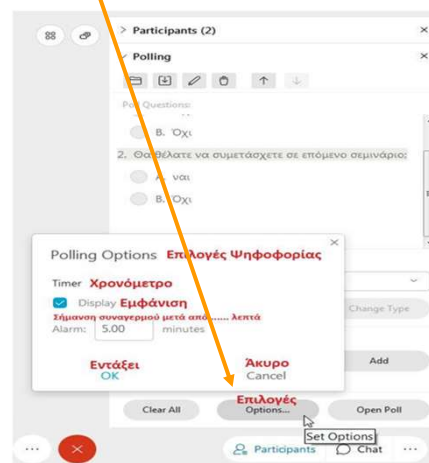 Participants (2)
Polling
Poll Questions:
B. Όχι
2. Θα θέλατε να συμετάσχετε σε επόμενο σεμινάριο;
Α. ναι
B. Όχι
Polling Options Επιλογές Ψηφοφορίας
Timer Χρονόμετρο
Display Εμφάνιση
Σήμανση συναγερμού μετά από....... λεπτά
Alarm: 5.00 minutes
Change Type
Εντάξει Άκυρο
OK Cancel
Add
Επιλογές
Clear All Options... Open Poll
Set Options
Participants Chat